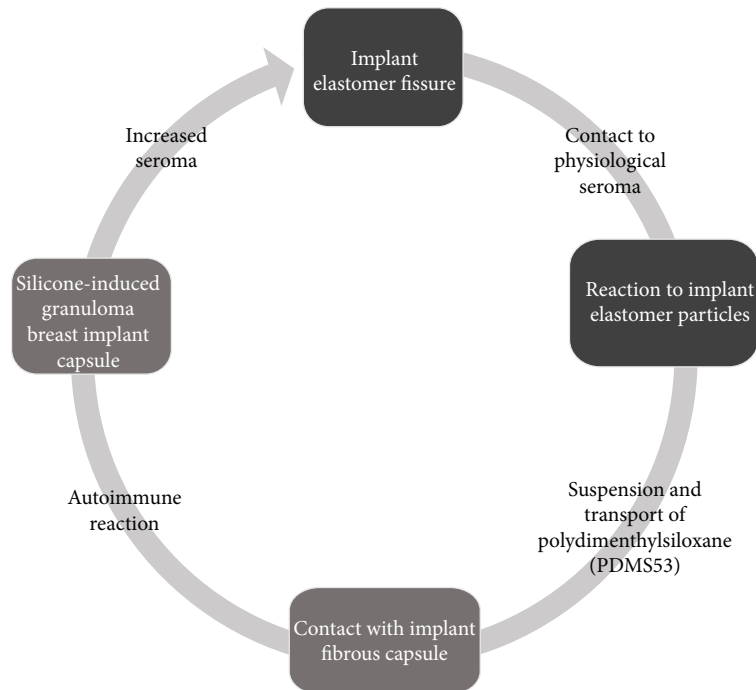 Implant
elastomer fissure
Contact to
physiological
seroma
Reaction to implant
elastomer particles
Suspension and
transport of
polydimenthylsiloxane
(PDMS53)
Contact with implant
fibrous capsule
Autoimmune
reaction
Silicone-induced
granuloma
breast implant
capsule
Increased
seroma